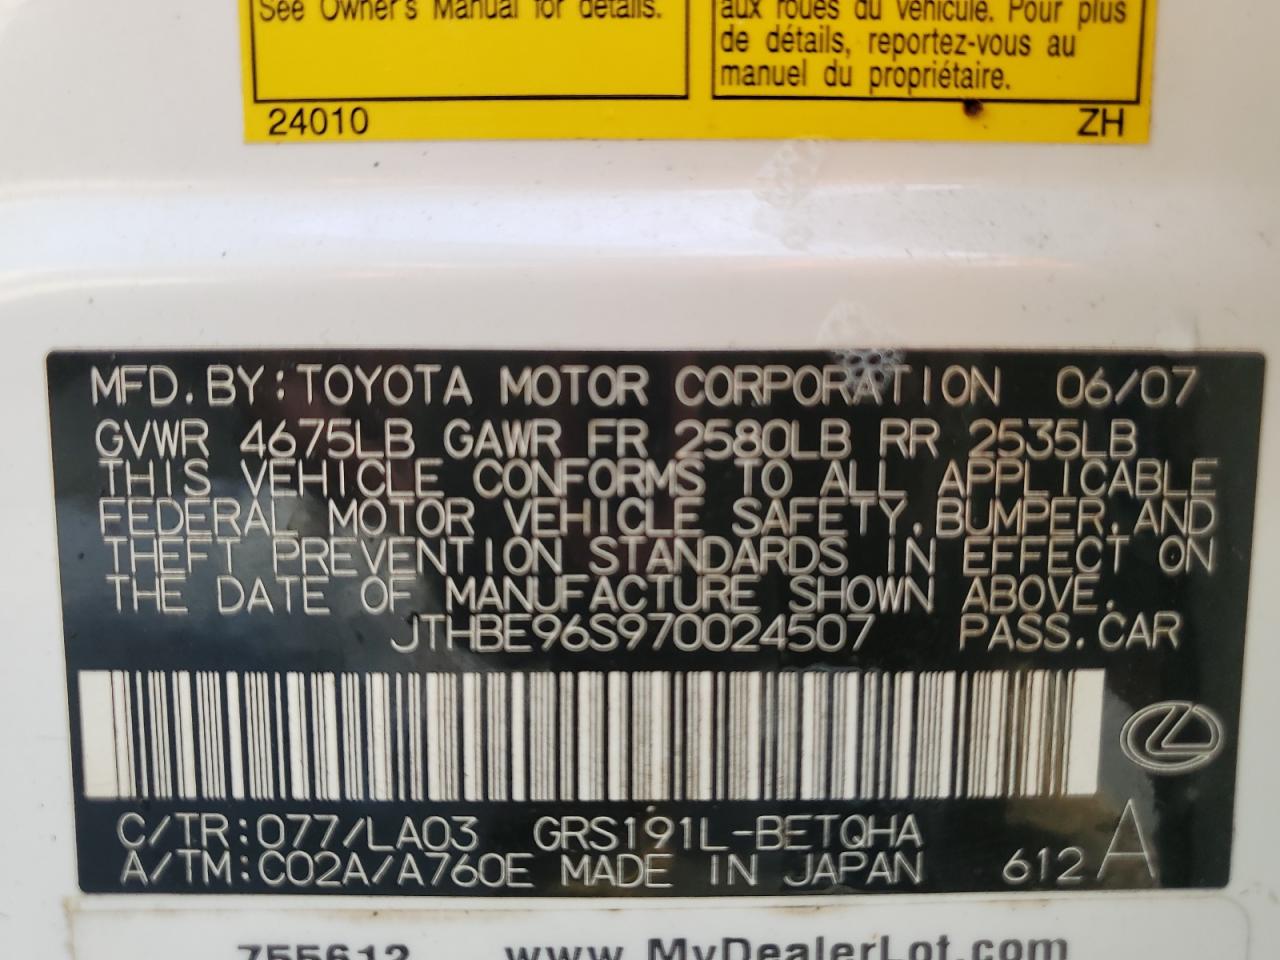 See Owner's Manual for details.
aux roues du véhicule. Pour plus
de détails, reportez-vous au
manuel du propriétaire.
24010
ZH
MFD.BY:TOYOTA MOTOR CORPORATION 06/07
GVWR 4675LB GAWR FR 2580LB RR 2535LB
THIS VEHICLE CONFORMS TO ALL APPLICABLE
FEDERAL MOTOR VEHICLE SAFETY,BUMPER,AND
THEFT PREVENTION STANDARDS IN EFFECT ON
THE DATE OF MANUFACTURE SHOWN ABOVE.
JTHBE96S970024507 PASS.CAR
C/TR:077/LA03 GRS191L-BETQHA
A/TM:C02A/A760E MADE IN JAPAN 612 A
755612 www.MyDealerLot.com